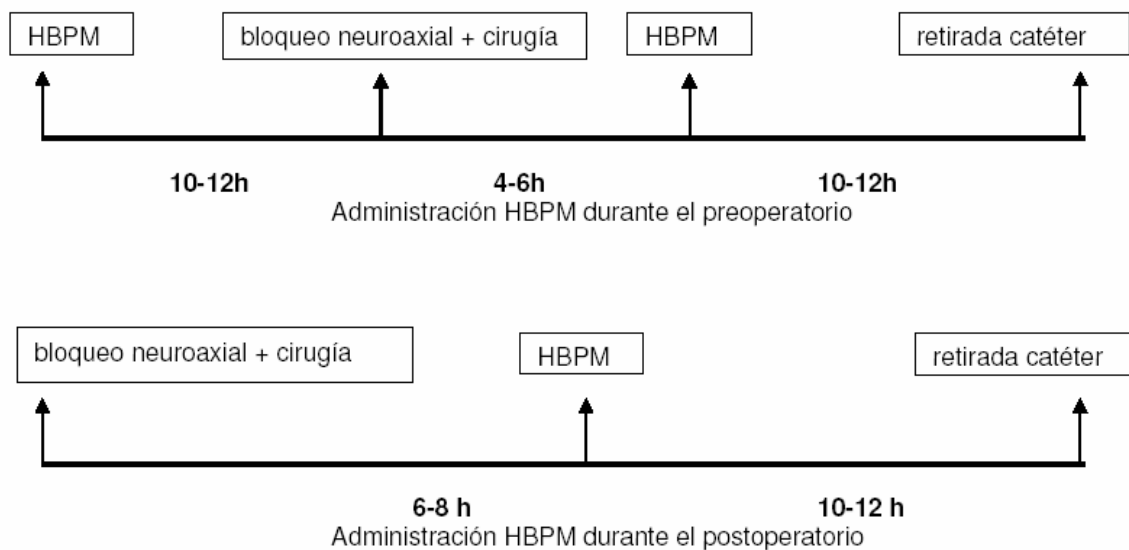 HBPM
bloqueo neuroaxial + cirugía
HBPM
retirada catéter
10-12h
4-6h
10-12h
Administración HBPM durante el preoperatorio
bloqueo neuroaxial + cirugía
HBPM
retirada catéter
6-8 h
10-12 h
Administración HBPM durante el postoperatorio